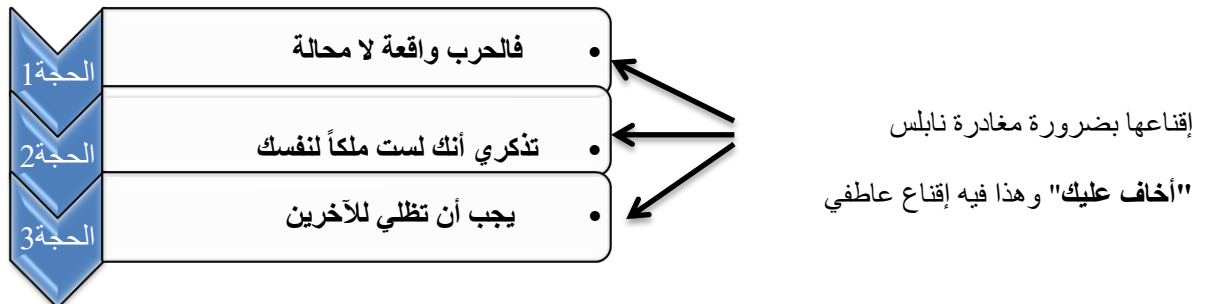 إقناعها بضرورة مغادرة نابلس
"أخاف عليك" وهذا فيه إقناع عاطفي
• فالحرب واقعة لا محالة
الحجة1
• تذكري أنك لست ملكاً لنفسك
الحجة2
• يجب أن تظلي للآخرين
الحجة3